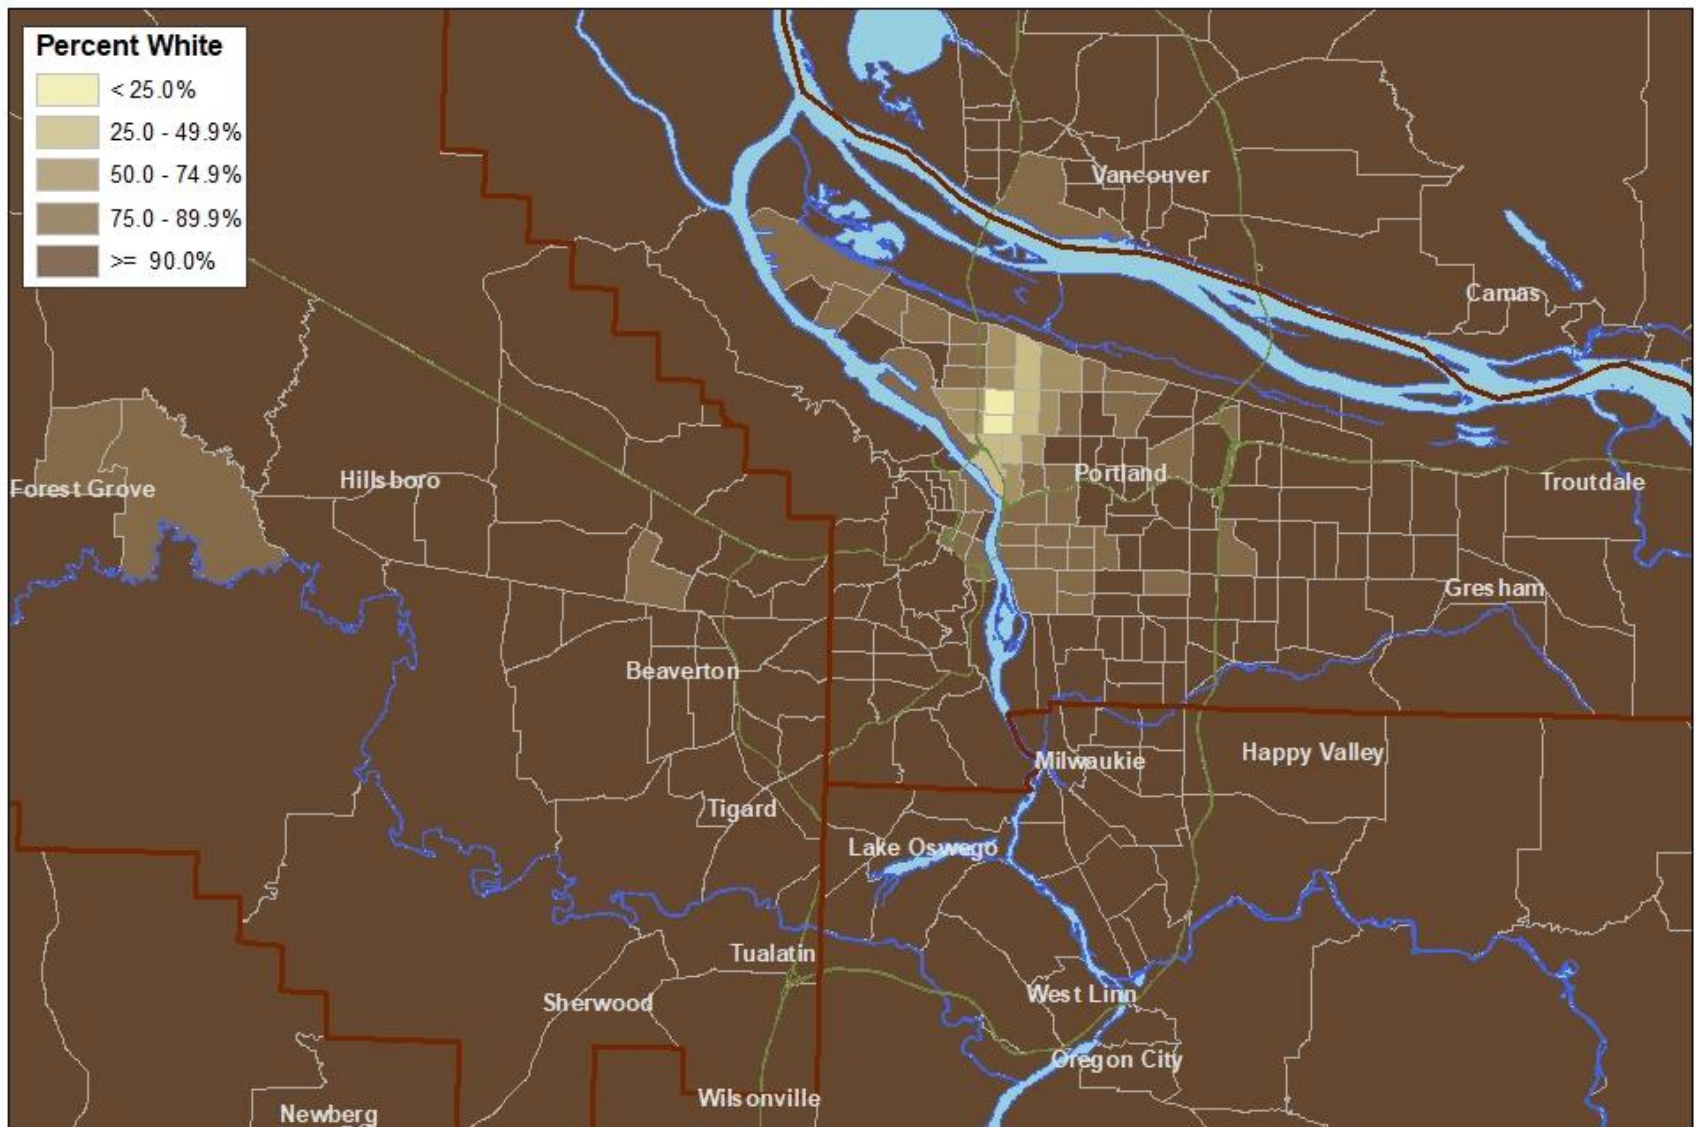 Percent White
< 25.0%
25.0 - 49.9%
50.0 - 74.9%
75.0 - 89.9%
>= 90.0%
Vancouver
Camas
Forest Grove
Hillsboro
Portland
Troutdale
Gresham
Beaverton
Milwaukie
Happy Valley
Tigard
Lake Oswego
Tualatin
Sherwood
West Linn
Oregon City
Wilsonville
Newberg